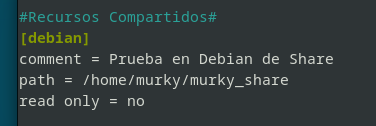 #Recursos Compartidos#
[debian]
comment = Prueba en Debian de Share
path = /home/murky/murky_share
read only = no